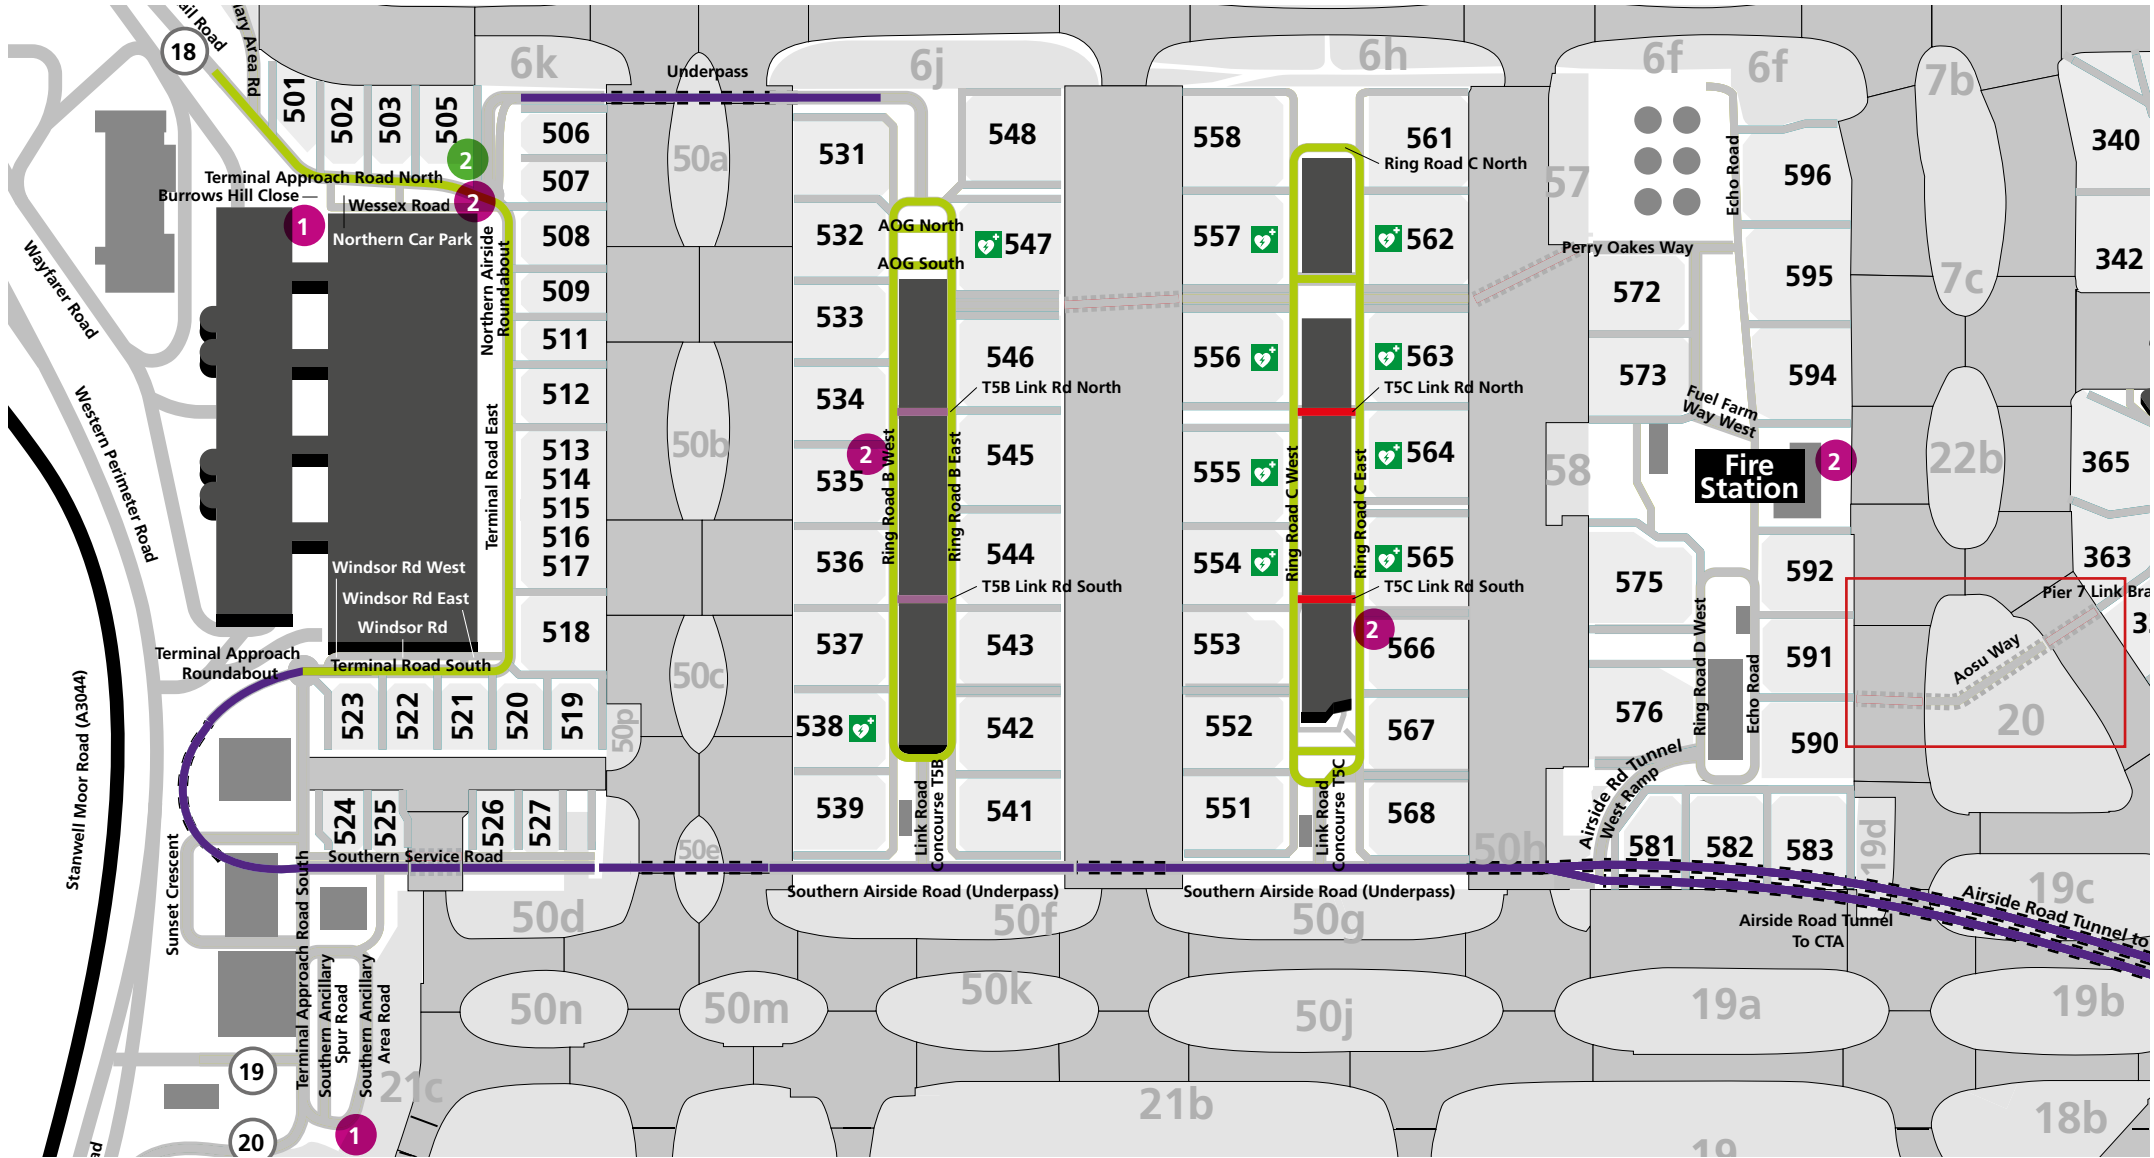 18
ail Road
ary Area Rd
501
502
503
505
2
Terminal Approach Road North
Burrows Hill Close
Wessex Road
2
1
Northern Car Park
Northern Airside
Roundabout
Wayfarer Road
Western Perimeter Road
Stanwell Moor Road (A3044)
Terminal Road East
Windsor Rd West
Windsor Rd East
Windsor Rd
Terminal Road South
Terminal Approach
Roundabout
6k
Underpass
506
507
508
509
511
512
513
514
515
516
517
518
523
522
521
520
519
50p
524
525
526
527
Southern Service Road
Sunset Crescent
Terminal Approach Road South
Southern Ancillary
Spur Road
Southern Ancillary
Area Road
19
20
1
21c
50a
50b
50c
50e
50d
50n
50m
6j
531
532
533
534
2
535
536
537
538
539
AOG North
AOG South
Ring Road B West
Ring Road B East
T5B Link Rd North
T5B Link Rd South
Link Road
Concourse T5B
548
547
546
545
544
543
542
541
Southern Airside Road (Underpass)
50f
50k
6h
558
557
556
555
554
553
552
551
Ring Road C North
Ring Road C West
Ring Road C East
T5C Link Rd North
T5C Link Rd South
2
Link Road
Concourse T5C
561
562
563
564
565
566
567
568
Southern Airside Road (Underpass)
50g
50j
50h
21b
6f
6f
57
Echo Road
Perry Oakes Way
572
573
Fuel Farm
Way West
58
Fire
Station
2
575
576
Ring Road D West
Echo Road
Airside Rd Tunnel
West Ramp
581
582
583
596
595
594
592
591
590
19d
Airside Road Tunnel
To CTA
Airside Road Tunnel to
19c
19a
19b
19
18b
7b
7c
22b
20
Aosu Way
Pier 7 Link Bra
340
342
365
363